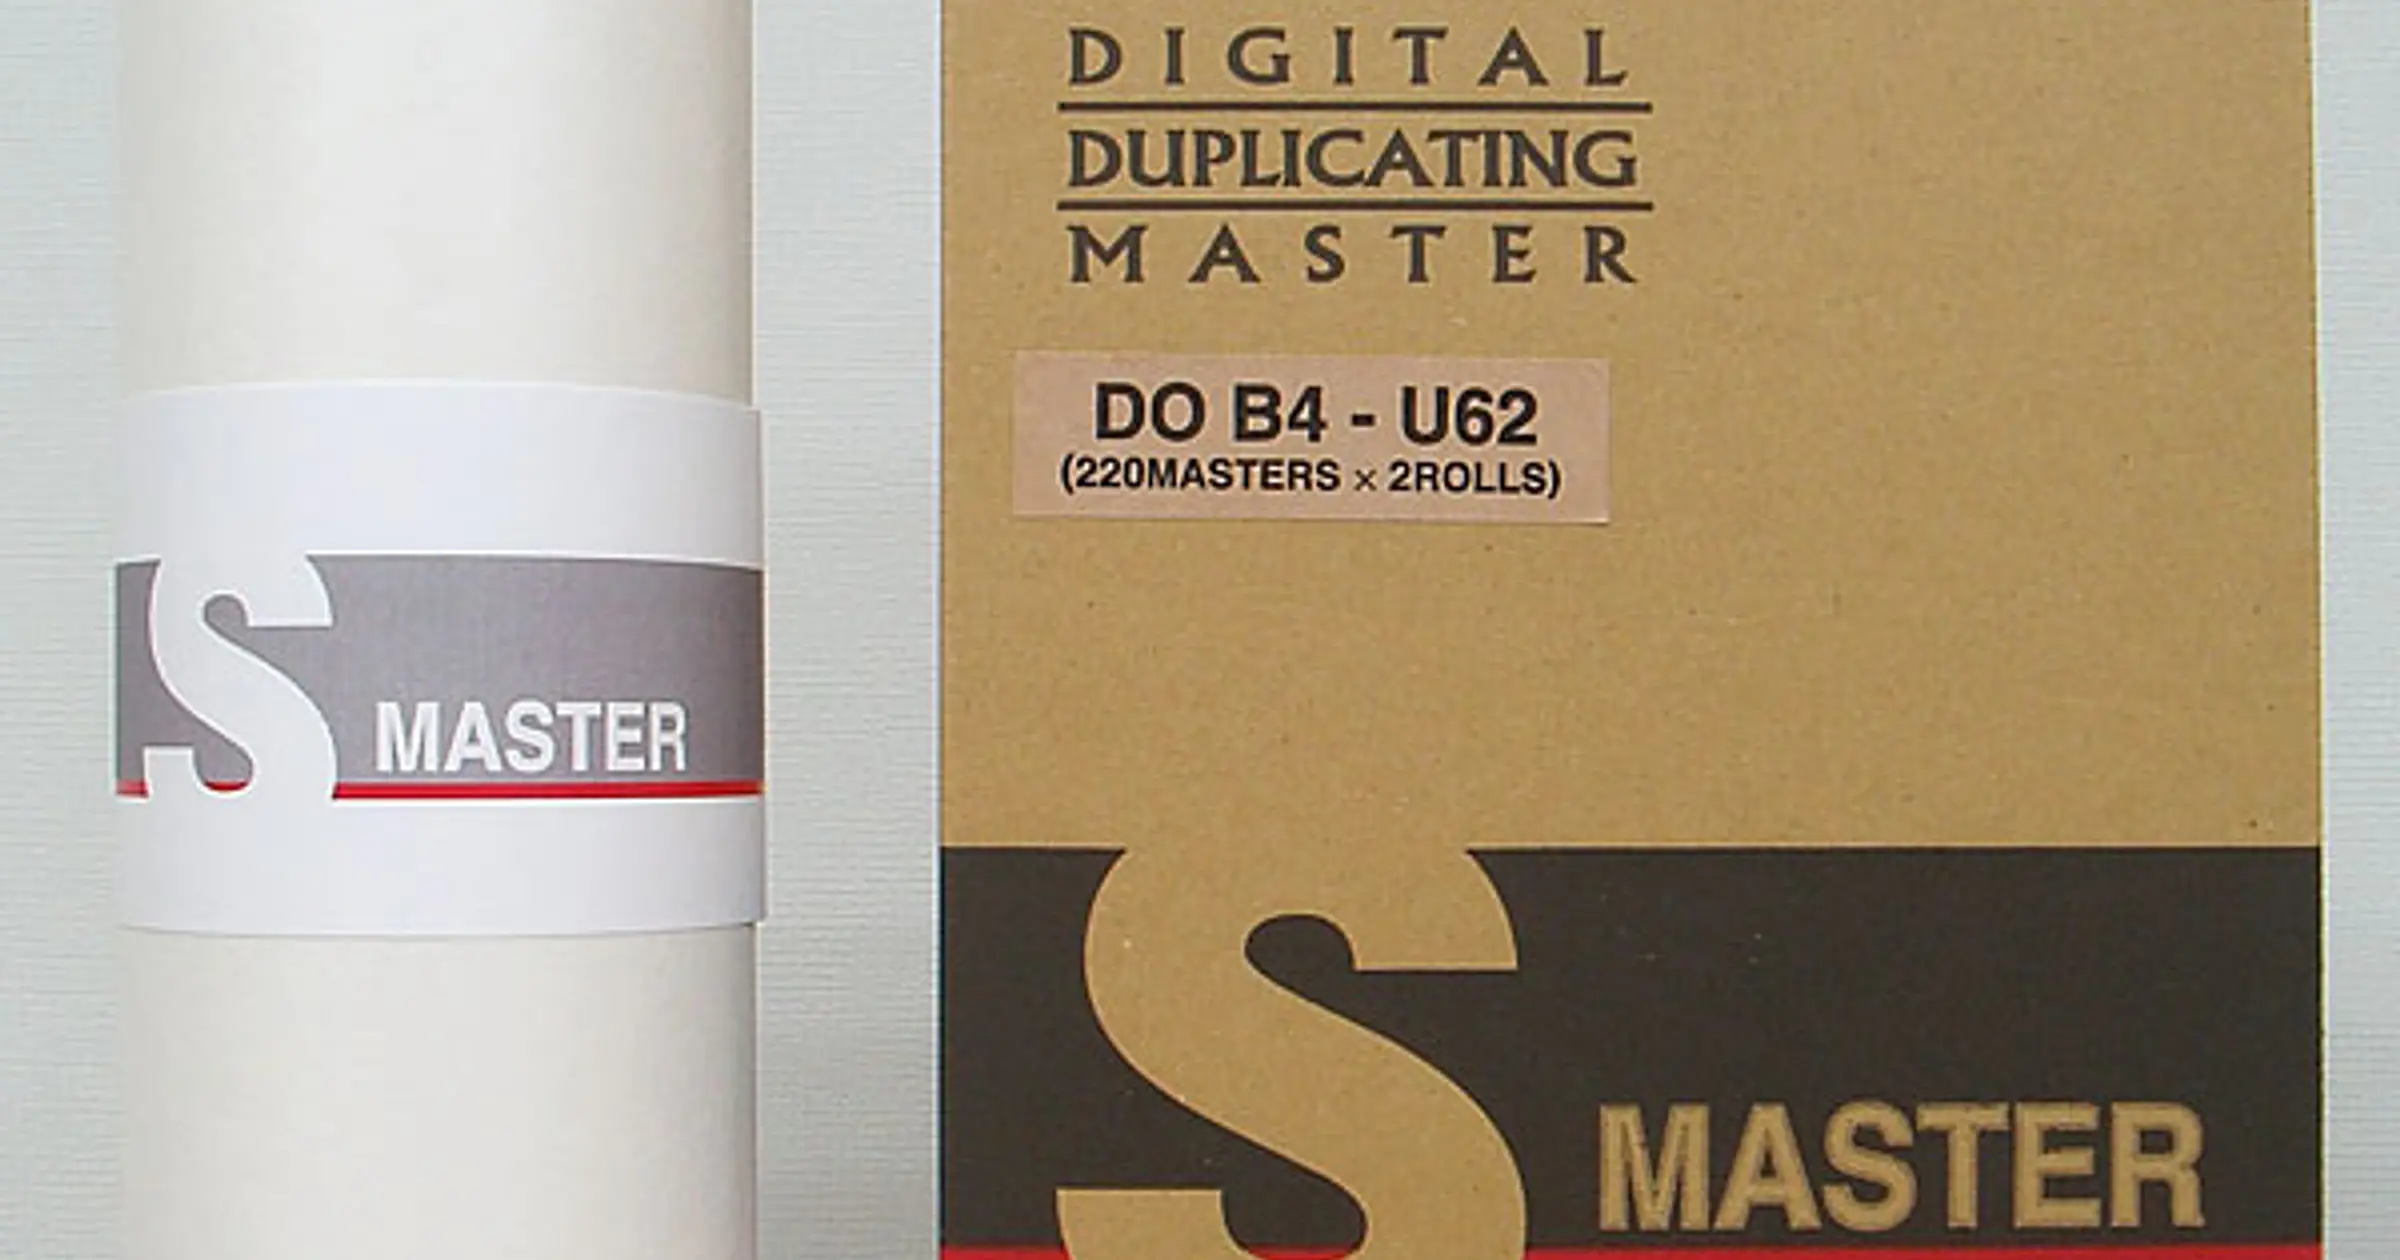 S MASTER
DIGITAL
DUPLICATING
MASTER
DO B4 - U62
(220MASTERS × 2ROLLS)
S MASTER